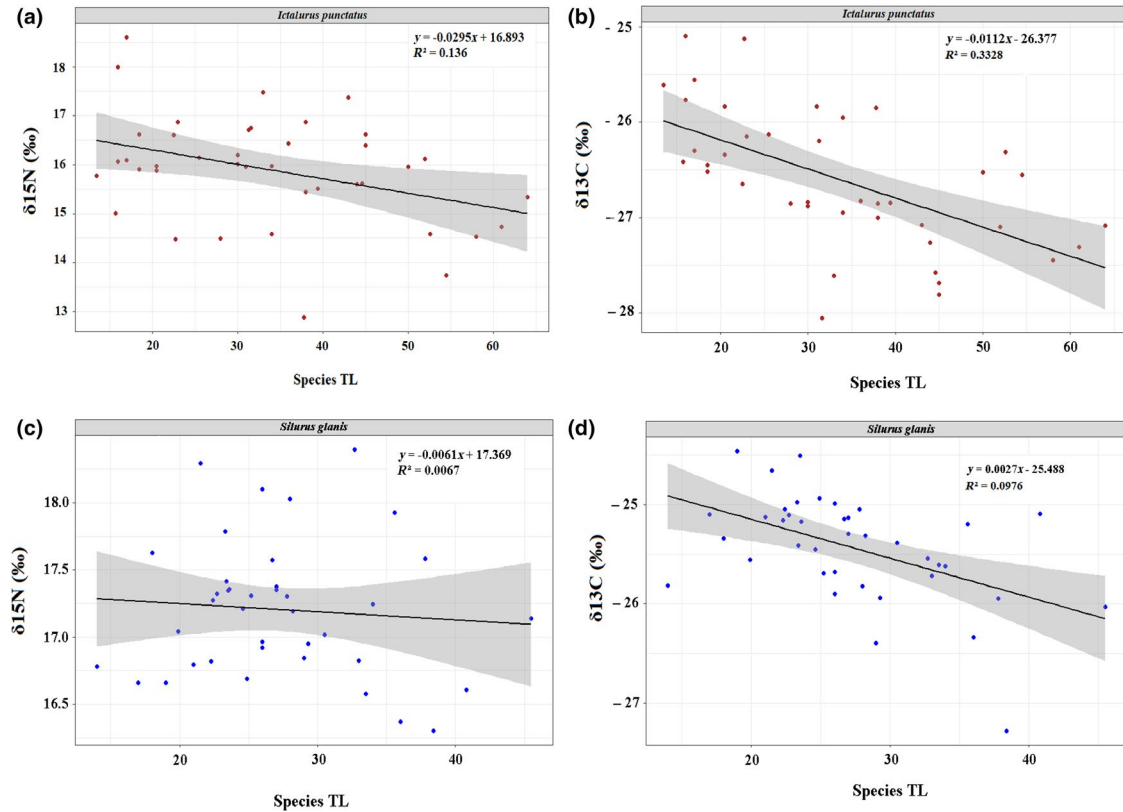 (a)
Ictalurus punctatus
y = -0.0295x + 16.893
R² = 0.136
δ15N (‰)
18
17
16
15
14
13
20 30 40 50 60
Species TL
(b)
Ictalurus punctatus
y = -0.0112x - 26.377
R² = 0.3328
δ13C (‰)
−25
−26
−27
−28
20 30 40 50 60
Species TL
(c)
Silurus glanis
y = -0.0061x + 17.369
R² = 0.0067
δ15N (‰)
18.0
17.5
17.0
16.5
20 30 40
Species TL
(d)
Silurus glanis
y = 0.0027x - 25.488
R² = 0.0976
δ13C (‰)
−25
−26
−27
20 30 40
Species TL